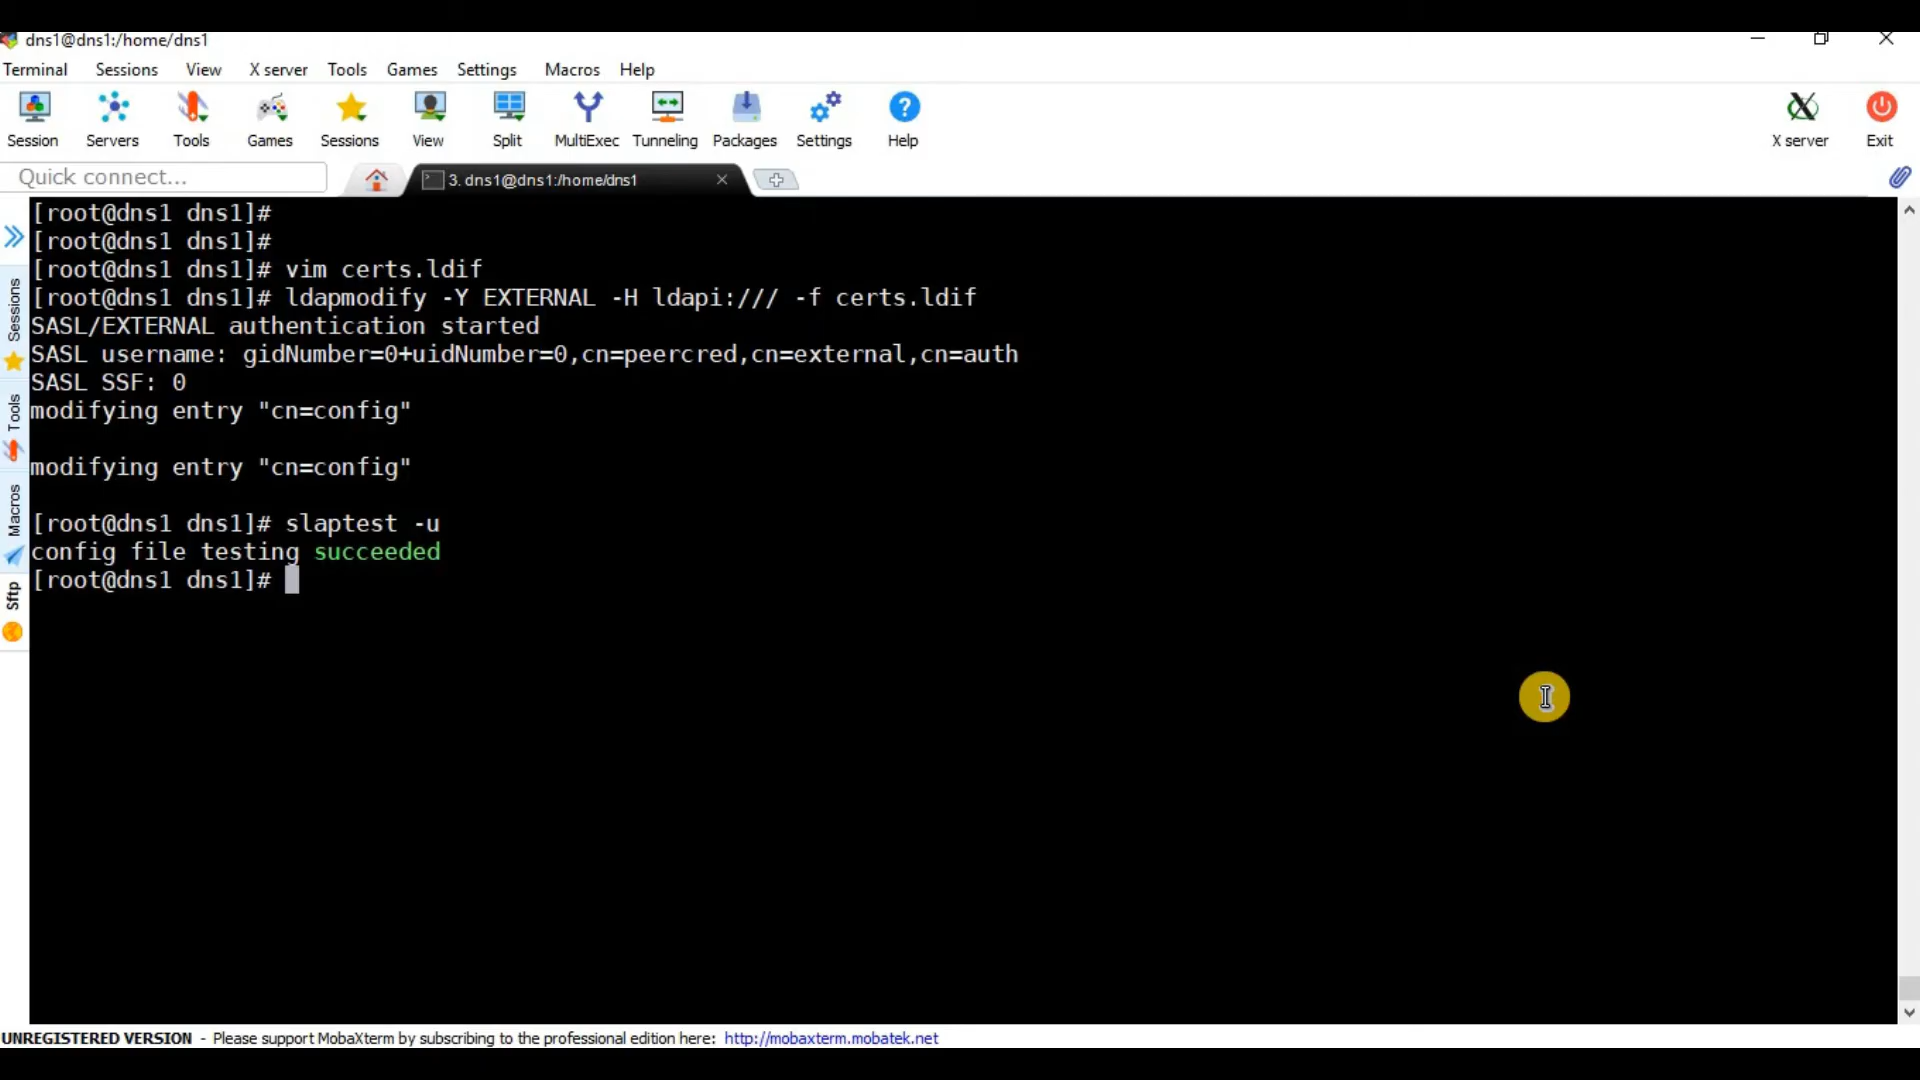 dns1@dns1:/home/dns1
Terminal Sessions View X server Tools Games Settings Macros Help
Session Servers Tools Games Sessions View Split MultiExec Tunneling Packages Settings Help X server Exit
Quick connect...
3. dns1@dns1:/home/dns1
[root@dns1 dns1]#
[root@dns1 dns1]#
[root@dns1 dns1]# vim certs.ldif
[root@dns1 dns1]# ldapmodify -Y EXTERNAL -H ldapi:/// -f certs.ldif
SASL/EXTERNAL authentication started
SASL username: gidNumber=0+uidNumber=0,cn=peercred,cn=external,cn=auth
SASL SSF: 0
modifying entry "cn=config"
modifying entry "cn=config"
[root@dns1 dns1]# slaptest -u
config file testing succeeded
[root@dns1 dns1]#
Sessions
Tools
Macros
Sftp
UNREGISTERED VERSION - Please support MobaXterm by subscribing to the professional edition here: http://mobaxterm.mobatek.net